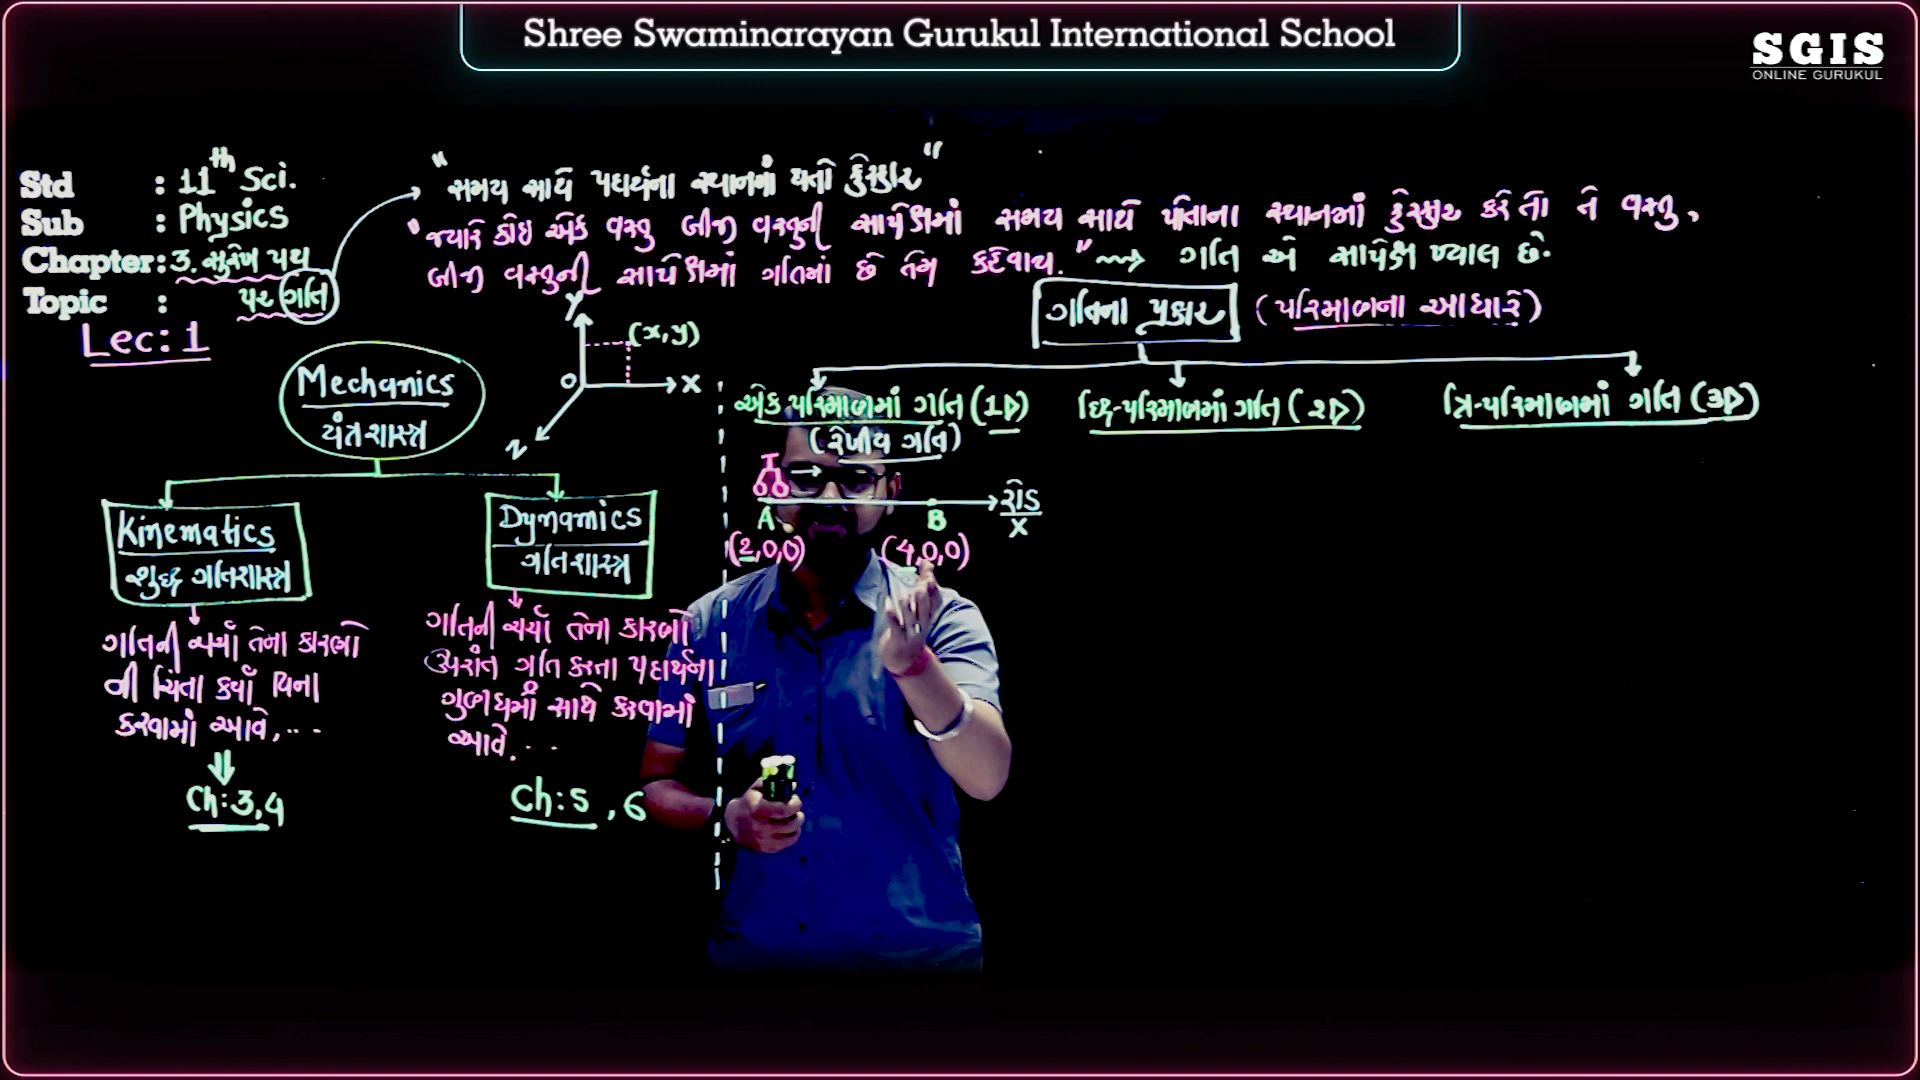 Shree Swaminarayan Gurukul International School
SGIS
ONLINE GURUKUL
Std : 11th Sci.
Sub : Physics
Chapter : 3. સુરેખ પથ
Topic : પર ગતિ
Lec : 1
"સમય સાથે પદાર્થના સ્થાનમાં થતો ફેરફાર"
"જ્યારે કોઇ એક વસ્તુ બીજી વસ્તુની સાપેક્ષમાં સમય સાથે પોતાના સ્થાનમાં ફેરફાર કરે તો તે વસ્તુ,
બીજી વસ્તુની સાપેક્ષમાં ગતિમાં છે તેમ કહેવાય." ⇝ ગતિ એ સાપેક્ષ ખ્યાલ છે.
Mechanics
યંત્રશાસ્ત્ર
Kinematics
શુદ્ધ ગતિશાસ્ત્ર
ગતિની ચર્ચા તેના કારણો
ની ચિંતા કર્યા વિના
કરવામાં આવે,...
Ch:3,4
Dynamics
ગતિશાસ્ત્ર
ગતિની ચર્ચા તેના કારણો
ઉપરાંત ગતિ કરતા પદાર્થના
ગુણધર્મો સાથે કરવામાં
આવે...
Ch:5, 6
Y
(x,y)
O
X
Z
ગતિના પ્રકાર (પરિમાણના આધારે)
એક પરિમાણમાં ગતિ (1D)
(રેખીય ગતિ)
દ્વિ-પરિમાણમાં ગતિ (2D)
ત્રિ-પરિમાણમાં ગતિ (3D)
રોડ
X
A
B
(2,0,0)
(4,0,0)